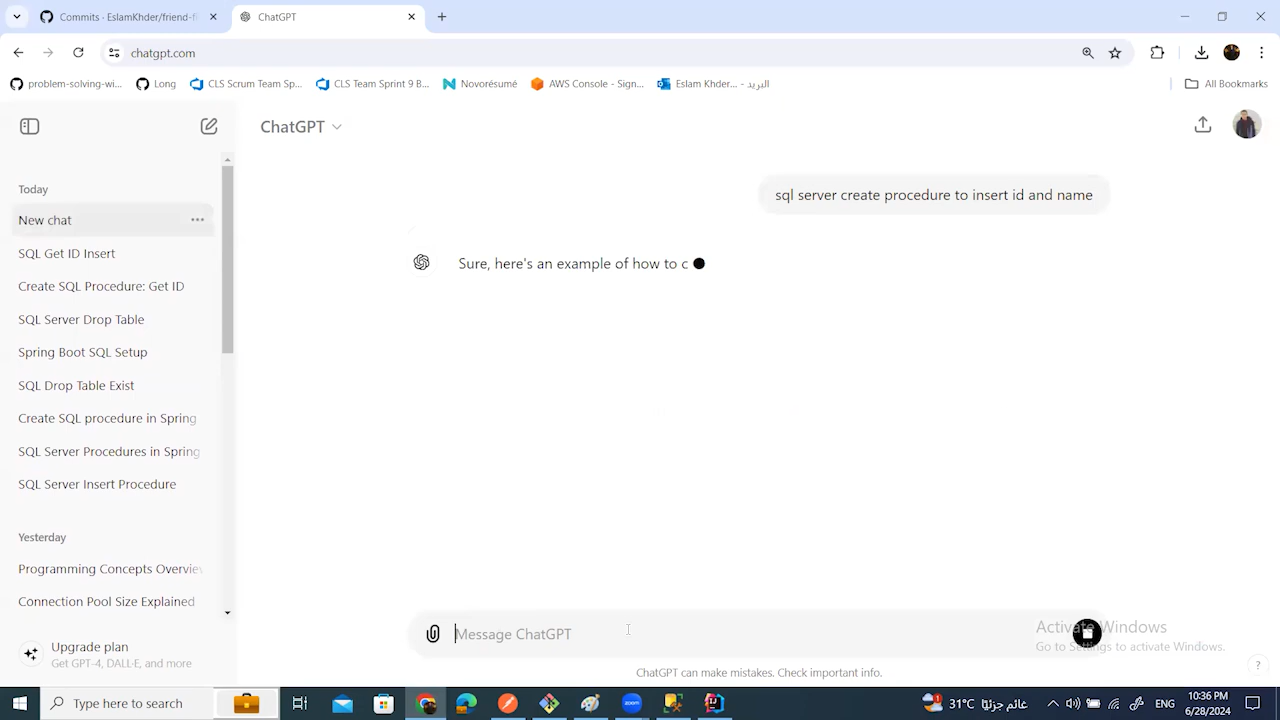 Commits · EslamKhder/friend-f
ChatGPT
chatgpt.com
problem-solving-wi...
Long
CLS Scrum Team Sp...
CLS Team Sprint 9 B...
Novorésumé
AWS Console - Sign...
Eslam Khder... - البريد
All Bookmarks
ChatGPT
Today
New chat
SQL Get ID Insert
Create SQL Procedure: Get ID
SQL Server Drop Table
Spring Boot SQL Setup
SQL Drop Table Exist
Create SQL procedure in Spring
SQL Server Procedures in Spring
SQL Server Insert Procedure
Yesterday
Programming Concepts Overvie
Connection Pool Size Explained
Upgrade plan
Get GPT-4, DALL·E, and more
sql server create procedure to insert id and name
Sure, here's an example of how to c
Message ChatGPT
ChatGPT can make mistakes. Check important info.
?
Activate Windows
Go to Settings to activate Windows.
Type here to search
zoom
1
31°C
غائم جزئيًا
ENG
10:36 PM
6/28/2024